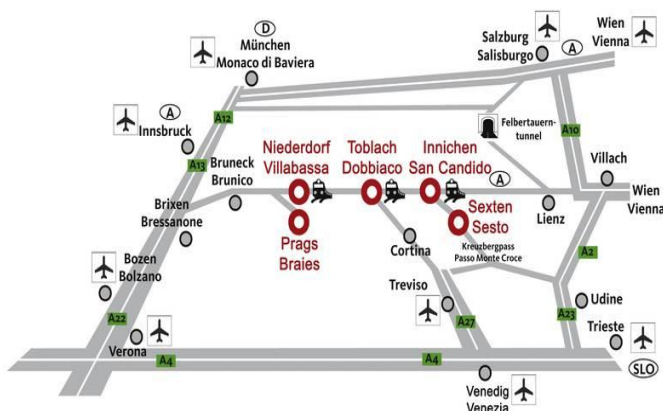 D
München
Monaco di Baviera
Salzburg
Salisburgo
A
Wien
Vienna
A
Innsbruck
A12
A13
Felbertauern-
tunnel
A10
Niederdorf
Villabassa
Toblach
Dobbiaco
Innichen
San Candido
A
Villach
Bruneck
Brunico
Wien
Vienna
Brixen
Bressanone
Prags
Braies
Sexten
Sesto
Lienz
Cortina
Kreuzbergpass
Passo Monte Croce
A2
Bozen
Bolzano
Treviso
Udine
A22
A27
A23
Trieste
Verona
A4
A4
SLO
Venedig
Venezia